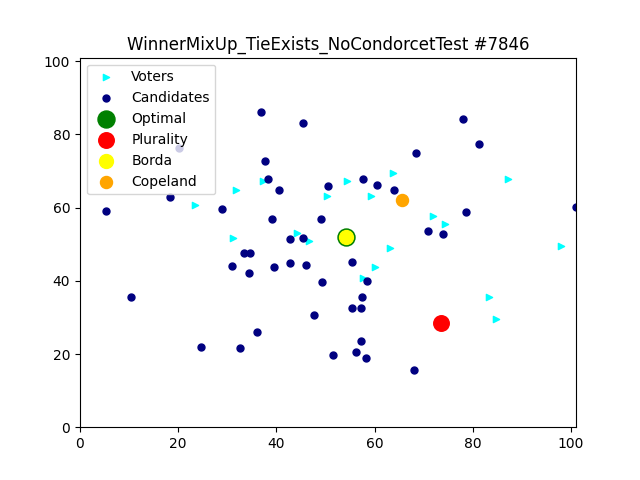 WinnerMixUp_TieExists_NoCondorcetTest #7846
100
80
60
40
20
0
Voters
Candidates
Optimal
Plurality
Borda
Copeland
0 20 40 60 80 100